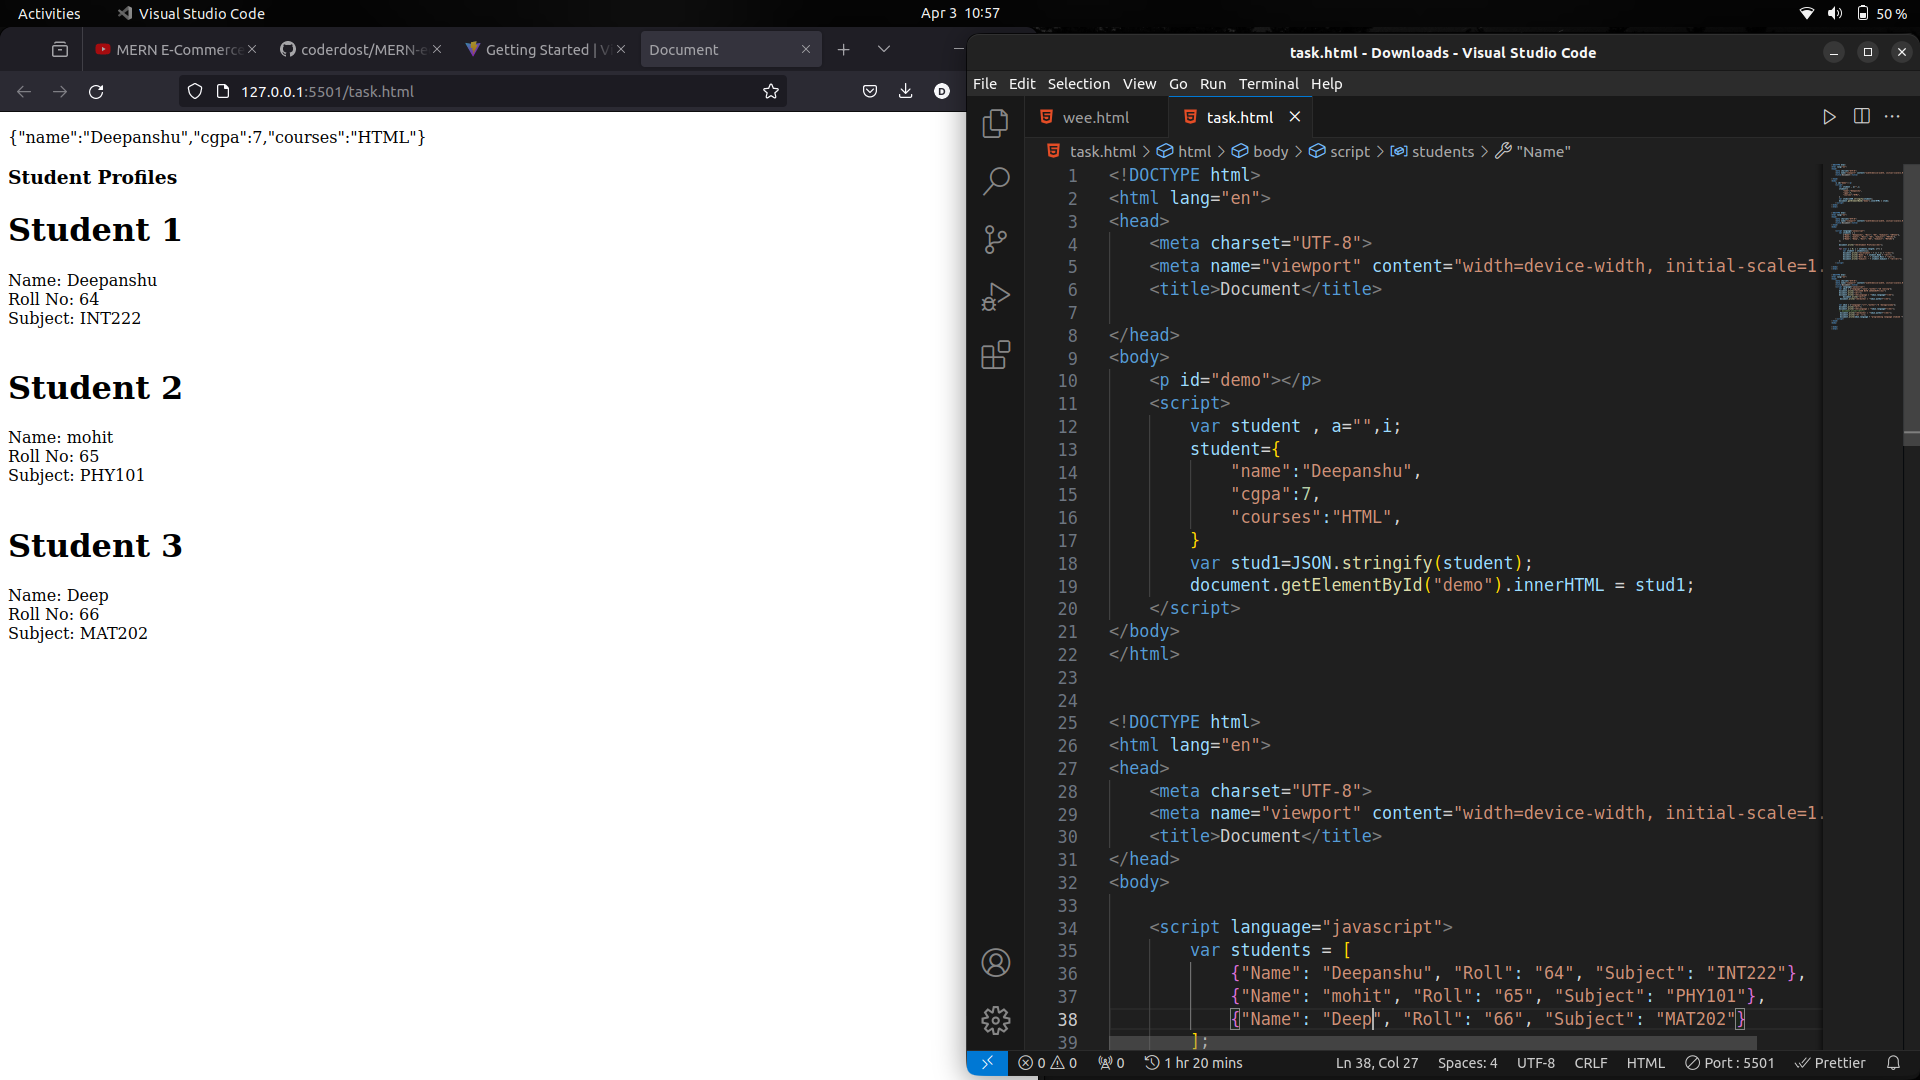 Activities
Visual Studio Code
Apr 3 10:57
50 %
MERN E-Commerce
coderdost/MERN-e
Getting Started | Vi
Document
127.0.0.1:5501/task.html
D
{"name":"Deepanshu","cgpa":7,"courses":"HTML"}
Student Profiles
Student 1
Name: Deepanshu
Roll No: 64
Subject: INT222
Student 2
Name: mohit
Roll No: 65
Subject: PHY101
Student 3
Name: Deep
Roll No: 66
Subject: MAT202
task.html - Downloads - Visual Studio Code
File Edit Selection View Go Run Terminal Help
wee.html
task.html
task.html > html > body > script > students > "Name"
1 <!DOCTYPE html>
2 <html lang="en">
3 <head>
4 <meta charset="UTF-8">
5 <meta name="viewport" content="width=device-width, initial-scale=1.
6 <title>Document</title>
7
8 </head>
9 <body>
10 <p id="demo"></p>
11 <script>
12 var student , a="",i;
13 student={
14 "name":"Deepanshu",
15 "cgpa":7,
16 "courses":"HTML",
17 }
18 var stud1=JSON.stringify(student);
19 document.getElementById("demo").innerHTML = stud1;
20 </script>
21 </body>
22 </html>
23
24
25 <!DOCTYPE html>
26 <html lang="en">
27 <head>
28 <meta charset="UTF-8">
29 <meta name="viewport" content="width=device-width, initial-scale=1.
30 <title>Document</title>
31 </head>
32 <body>
33
34 <script language="javascript">
35 var students = [
36 {"Name": "Deepanshu", "Roll": "64", "Subject": "INT222"},
37 {"Name": "mohit", "Roll": "65", "Subject": "PHY101"},
38 {"Name": "Deep", "Roll": "66", "Subject": "MAT202"}
39 ];
0 0 0 1 hr 20 mins Ln 38, Col 27 Spaces: 4 UTF-8 CRLF HTML Port : 5501 Prettier